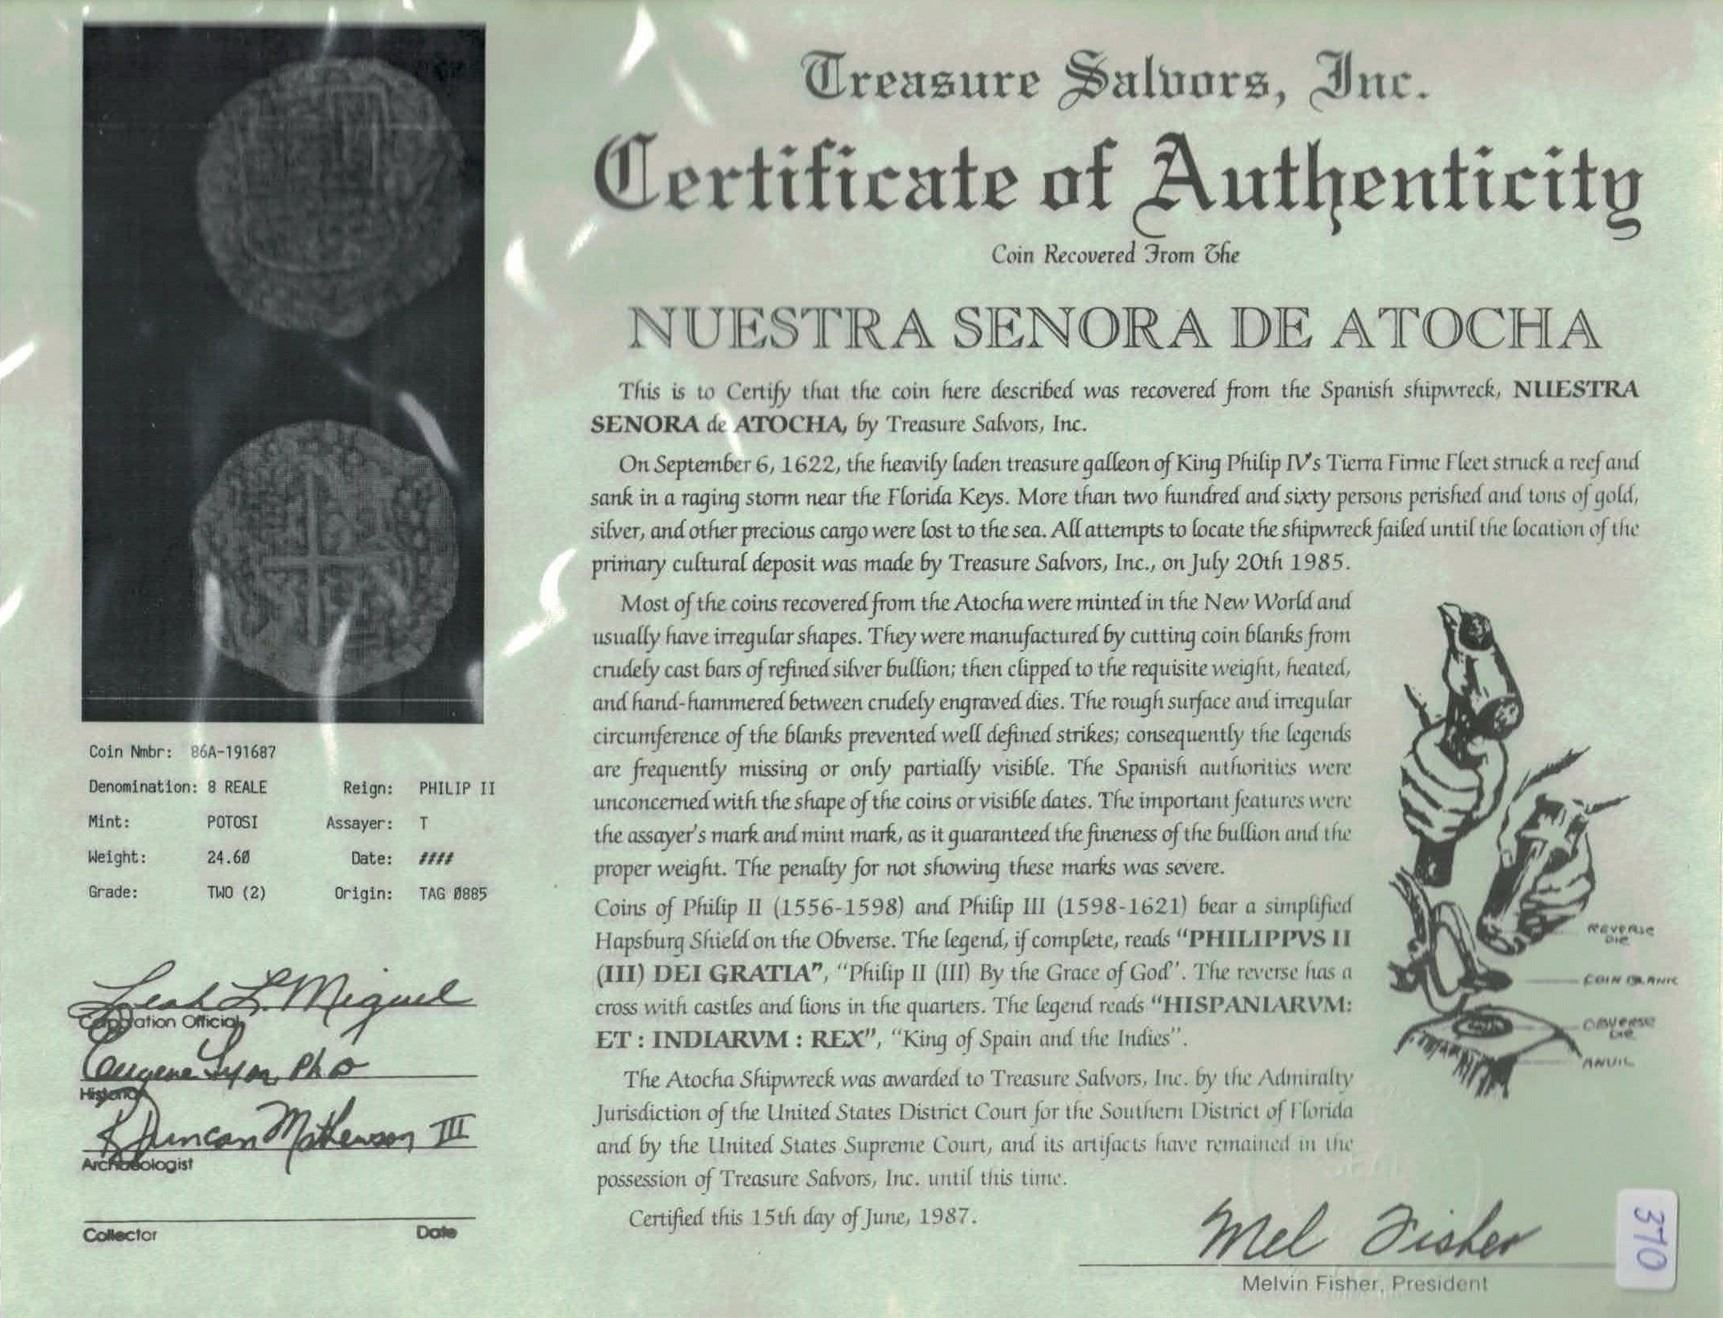 Treasure Salvors, Inc.
Certificate of Authenticity
Coin Recovered From The
NUESTRA SENORA DE ATOCHA
This is to Certify that the coin here described was recovered from the Spanish shipwreck, NUESTRA
SENORA de ATOCHA, by Treasure Salvors, Inc.
On September 6, 1622, the heavily laden treasure galleon of King Philip IV's Tierra Firme Fleet struck a reef and
sank in a raging storm near the Florida Keys. More than two hundred and sixty persons perished and tons of gold,
silver, and other precious cargo were lost to the sea. All attempts to locate the shipwreck failed until the location of the
primary cultural deposit was made by Treasure Salvors, Inc., on July 20th 1985.
Most of the coins recovered from the Atocha were minted in the New World and
usually have irregular shapes. They were manufactured by cutting coin blanks from
crudely cast bars of refined silver bullion; then clipped to the requisite weight, heated,
and hand-hammered between crudely engraved dies. The rough surface and irregular
circumference of the blanks prevented well defined strikes; consequently the legends
are frequently missing or only partially visible. The Spanish authorities were
unconcerned with the shape of the coins or visible dates. The important features were
the assayer's mark and mint mark, as it guaranteed the fineness of the bullion and the
proper weight. The penalty for not showing these marks was severe.
Coins of Philip II (1556-1598) and Philip III (1598-1621) bear a simplified
Hapsburg Shield on the Obverse. The legend, if complete, reads "PHILIPPVS II
(III) DEI GRATIA", "Philip II (III) By the Grace of God". The reverse has a
cross with castles and lions in the quarters. The legend reads "HISPANIARVM:
ET : INDIARVM : REX", "King of Spain and the Indies".
The Atocha Shipwreck was awarded to Treasure Salvors, Inc. by the Admiralty
Jurisdiction of the United States District Court for the Southern District of Florida
and by the United States Supreme Court, and its artifacts have remained in the
possession of Treasure Salvors, Inc. until this time.
Certified this 15th day of June, 1987.
Mel Fisher
Melvin Fisher, President
REVERSE
DIE
COIN BLANK
OBVERSE
DIE
ANVIL
370
Coin Nmbr: 86A-191687
Denomination: 8 REALE Reign: PHILIP II
Mint: POTOSI Assayer: T
Weight: 24.60 Date: ####
Grade: TWO (2) Origin: TAG 0885
Leah L. Miguel
Corporation Official
Eugene Lyon, PhD
Historian
R Duncan Mathewson III
Archaeologist
Collector Date